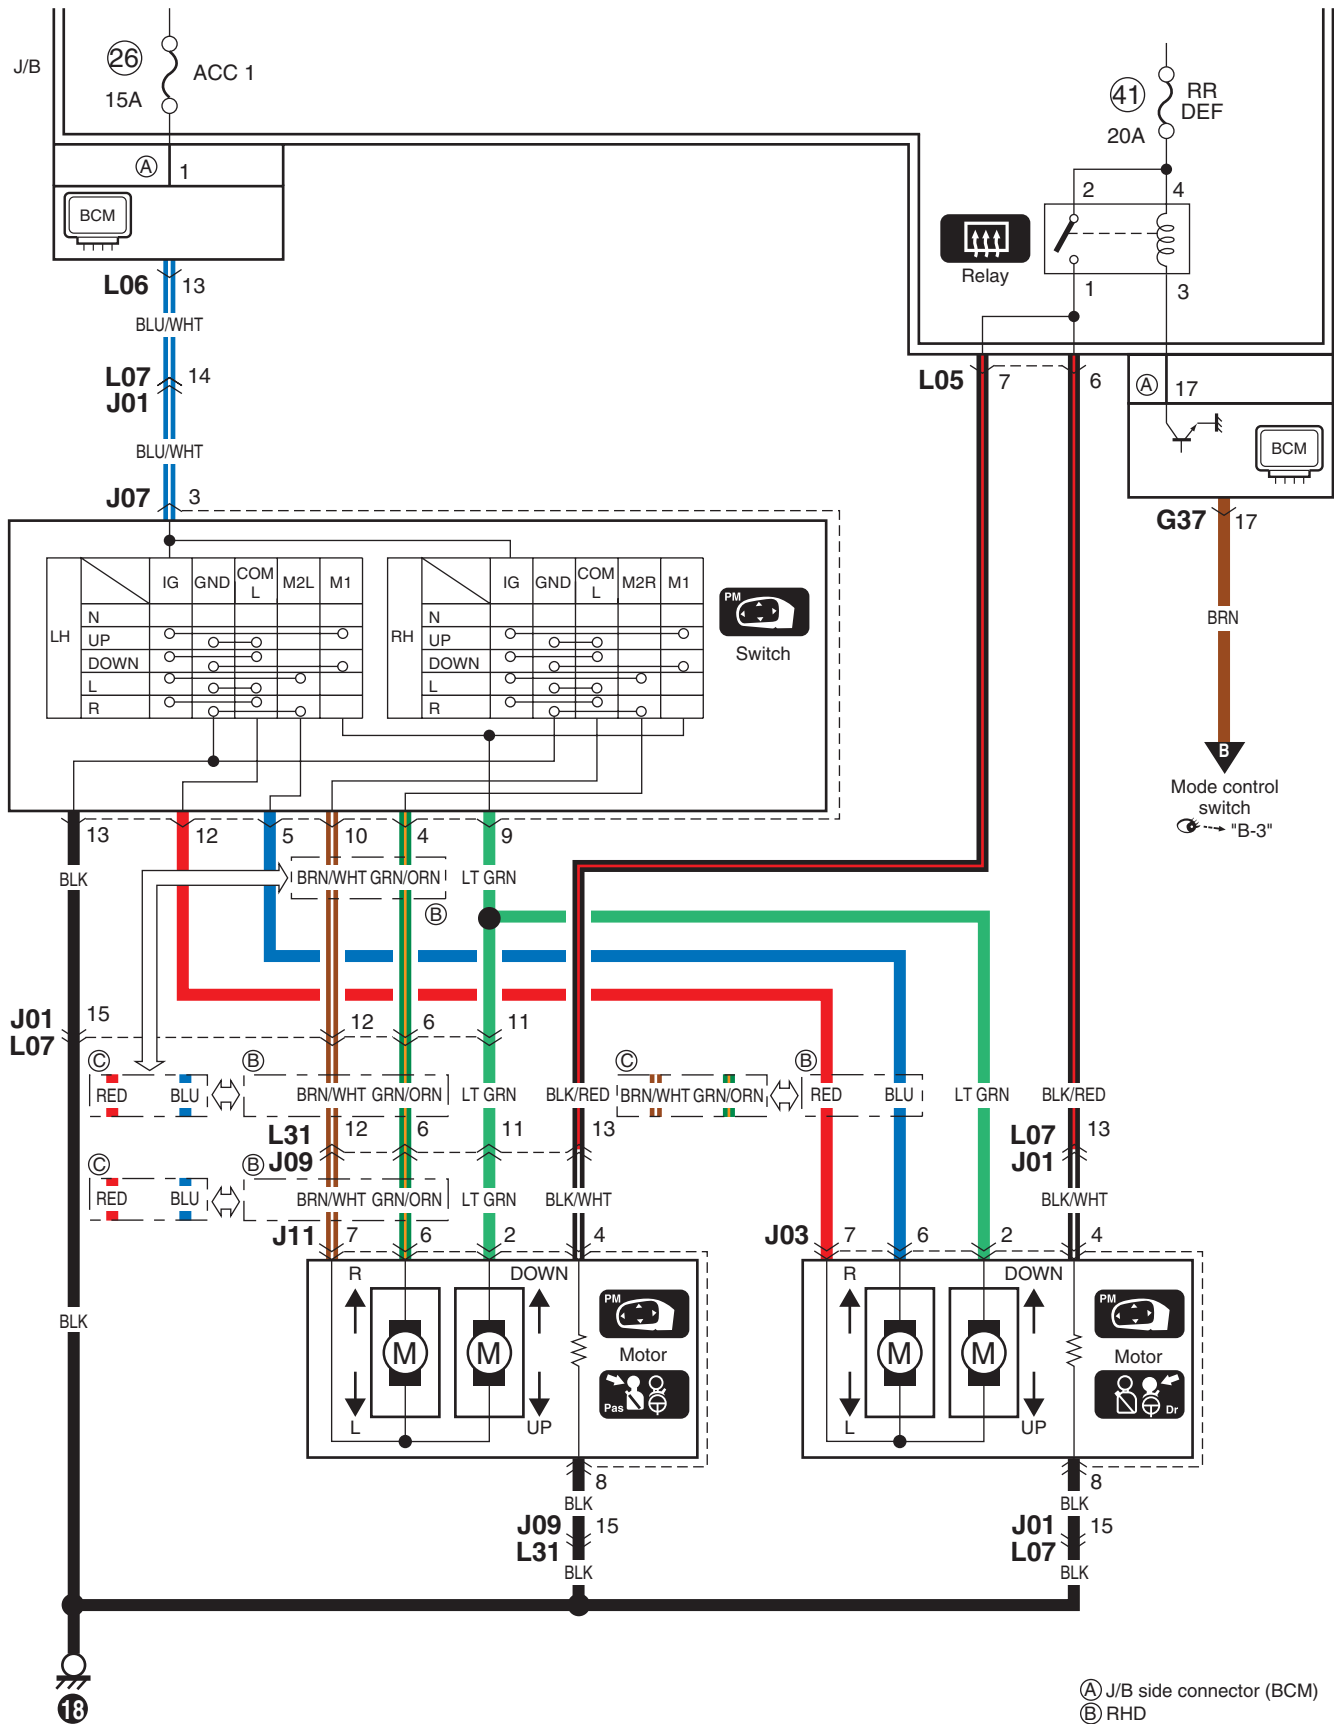 J/B
26
15A
ACC 1
41
20A
RR
DEF
A
1
BCM
2
4
Relay
1
3
L06
13
BLU/WHT
L07
J01
14
BLU/WHT
L05
7
6
A
17
BCM
J07
3
G37
17
BRN
B
Mode control
switch
"B-3"
LH
IG
GND
COM
L
M2L
M1
N
UP
DOWN
L
R
RH
IG
GND
COM
L
M2R
M1
N
UP
DOWN
L
R
PM
Switch
13
12
5
10
4
9
BLK
BRN/WHT
GRN/ORN
LT GRN
B
J01
L07
15
12
6
11
C
RED
BLU
B
BRN/WHT
GRN/ORN
LT GRN
BLK/RED
C
BRN/WHT
GRN/ORN
B
RED
BLU
LT GRN
BLK/RED
L31
J09
12
6
11
13
L07
J01
13
C
RED
BLU
B
BRN/WHT
GRN/ORN
LT GRN
BLK/WHT
BLK/WHT
J11
7
6
2
4
J03
7
6
2
4
R
DOWN
PM
M
M
Motor
Pas
L
UP
R
DOWN
PM
M
M
Motor
Dr
L
UP
BLK
8
BLK
J09
L31
15
BLK
8
BLK
J01
L07
15
BLK
18
A J/B side connector (BCM)
B RHD